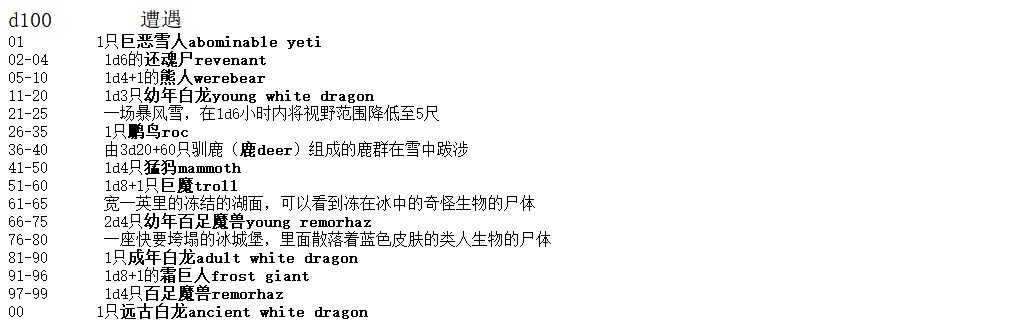 d100 遭遇
01 1只巨恶雪人abominable yeti
02-04 1d6的还魂尸revenant
05-10 1d4+1的熊人werebear
11-20 1d3只幼年白龙young white dragon
21-25 一场暴风雪，在1d6小时内将视野范围降低至5尺
26-35 1只鹏鸟roc
36-40 由3d20+60只驯鹿（鹿deer）组成的鹿群在雪中跋涉
41-50 1d4只猛犸mammoth
51-60 1d8+1只巨魔troll
61-65 宽一英里的冻结的湖面，可以看到冻在冰中的奇怪生物的尸体
66-75 2d4只幼年百足魔兽young remorhaz
76-80 一座快要垮塌的冰城堡，里面散落着蓝色皮肤的类人生物的尸体
81-90 1只成年白龙adult white dragon
91-96 1d8+1的霜巨人frost giant
97-99 1d4只百足魔兽remorhaz
00 1只远古白龙ancient white dragon